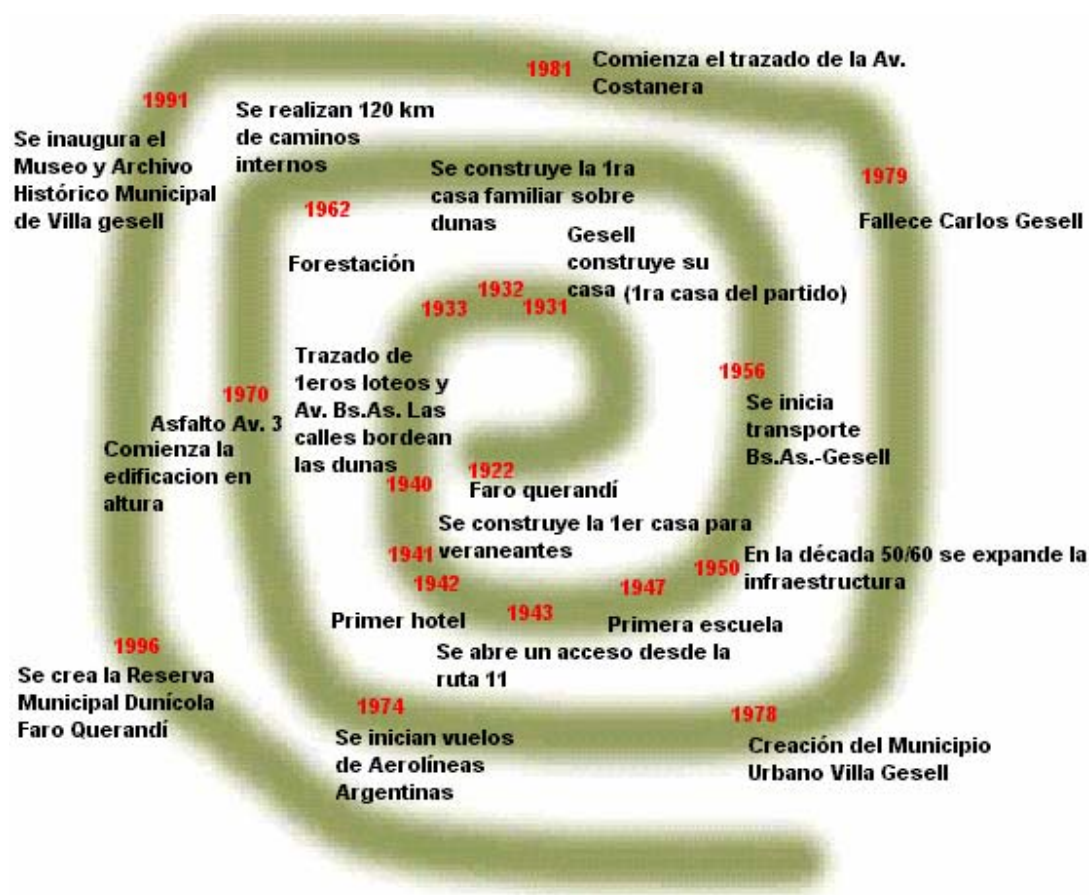 1981
Comienza el trazado de la Av.
Costanera
1991
Se inaugura el
Museo y Archivo
Histórico Municipal
de Villa gesell
Se realizan 120 km
de caminos
internos
1962
Se construye la 1ra
casa familiar sobre
dunas
1979
Fallece Carlos Gesell
Forestación
Gesell
construye su
casa (1ra casa del partido)
1932
1933
1931
Trazado de
1eros loteos y
Av. Bs.As. Las
calles bordean
las dunas
1970
Asfalto Av. 3
Comienza la
edificacion en
altura
1956
Se inicia
transporte
Bs.As.-Gesell
1922
Faro querandí
1940
Se construye la 1er casa para
veraneantes
1941
1942
Primer hotel
1943
Se abre un acceso desde la
ruta 11
1947
Primera escuela
1950
En la década 50/60 se expande la
infraestructura
1996
Se crea la Reserva
Municipal Dunícola
Faro Querandí
1974
Se inician vuelos
de Aerolíneas
Argentinas
1978
Creación del Municipio
Urbano Villa Gesell